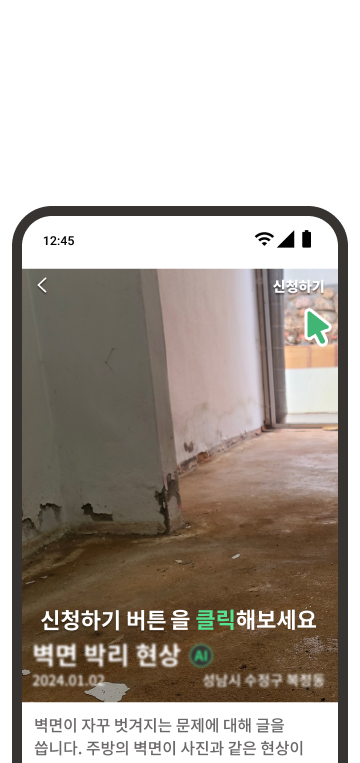 12:45
신청하기
신청하기 버튼 을 클릭해보세요
벽면 박리 현상 AI
2024.01.02 성남시 수정구 복정동
벽면이 자꾸 벗겨지는 문제에 대해 글을
씁니다. 주방의 벽면이 사진과 같은 현상이